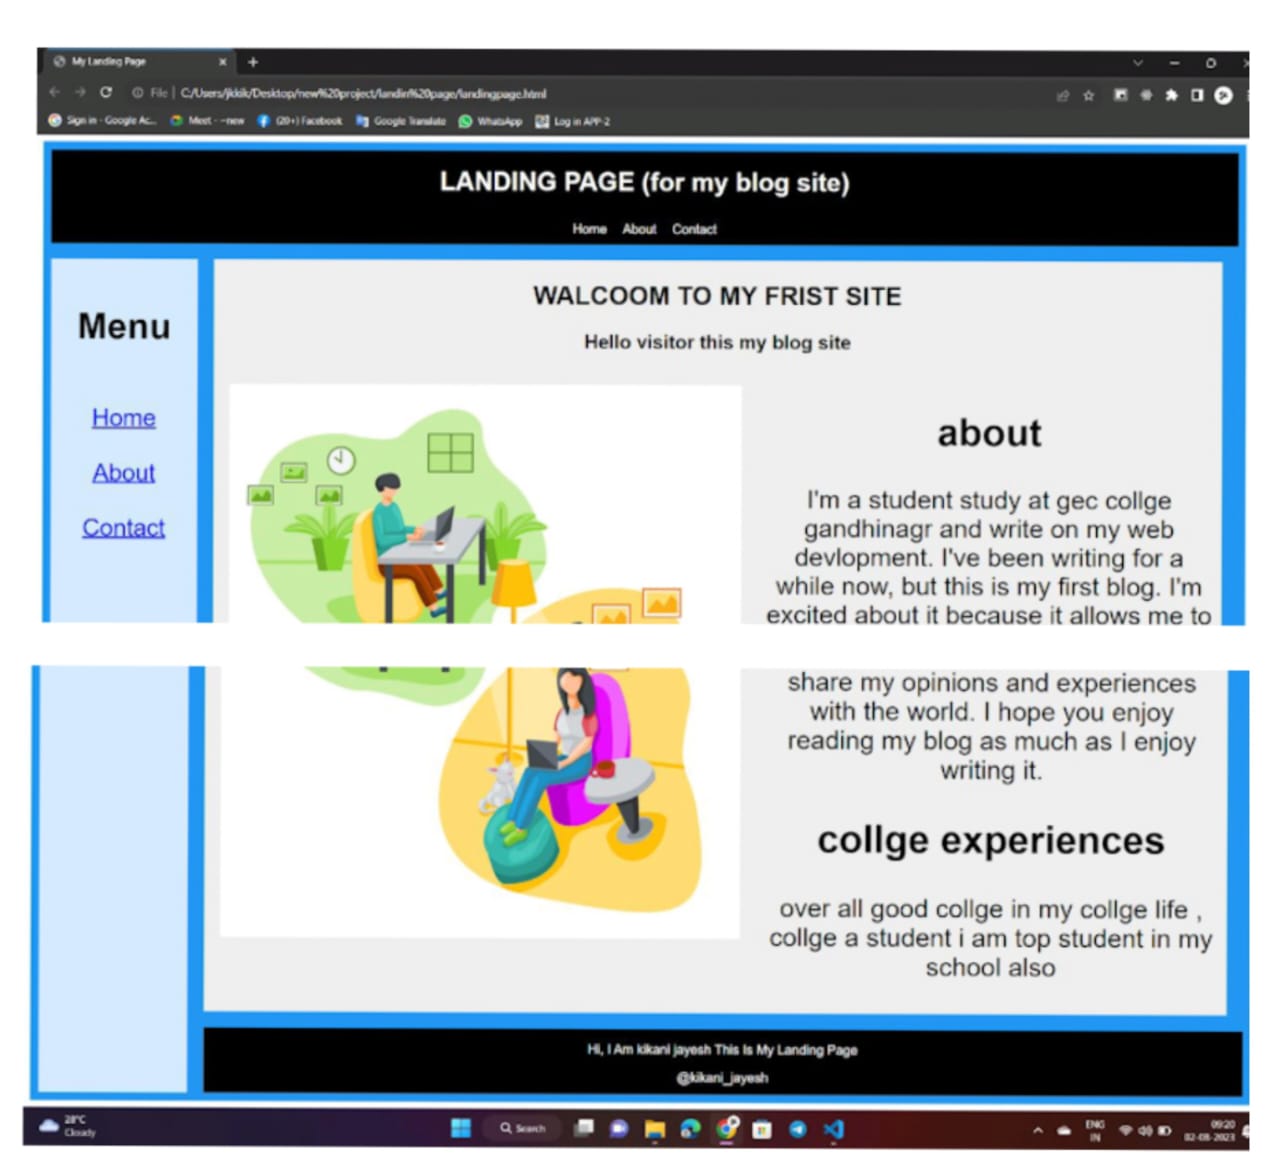 My Landing Page
File | C:/Users/jkkik/Desktop/new%20project/landin%20page/landingpage.html
Sign in - Google Ac... Meet - –new (20+) Facebook Google Translate WhatsApp Log in APP-2
LANDING PAGE (for my blog site)
Home About Contact
Menu
Home
About
Contact
WALCOOM TO MY FRIST SITE
Hello visitor this my blog site
about
I'm a student study at gec collge
gandhinagr and write on my web
devlopment. I've been writing for a
while now, but this is my first blog. I'm
excited about it because it allows me to
share my opinions and experiences
with the world. I hope you enjoy
reading my blog as much as I enjoy
writing it.
collge experiences
over all good collge in my collge life ,
collge a student i am top student in my
school also
Hi, I Am kikani jayesh This Is My Landing Page
@kikani_jayesh
28°C
Cloudy
Search
ENG
IN
09:20
02-08-2023